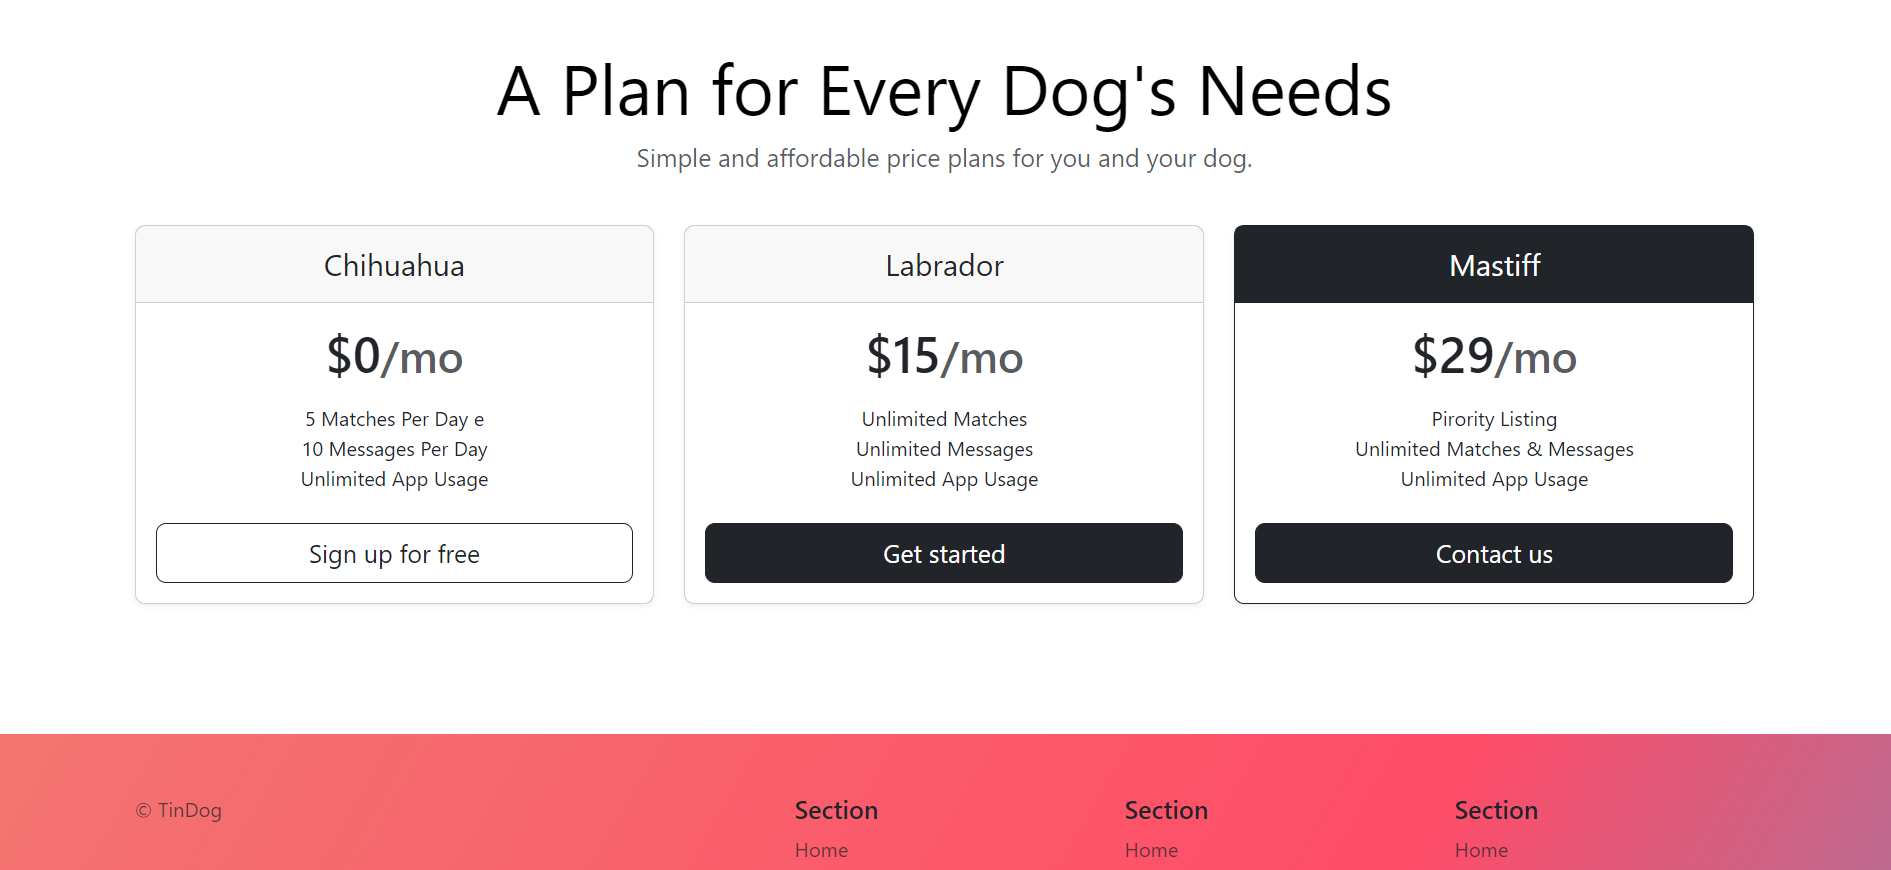 A Plan for Every Dog's Needs
Simple and affordable price plans for you and your dog.
Chihuahua
$0/mo
5 Matches Per Day e
10 Messages Per Day
Unlimited App Usage
Sign up for free
Labrador
$15/mo
Unlimited Matches
Unlimited Messages
Unlimited App Usage
Get started
Mastiff
$29/mo
Pirority Listing
Unlimited Matches & Messages
Unlimited App Usage
Contact us
© TinDog
Section
Home
Section
Home
Section
Home